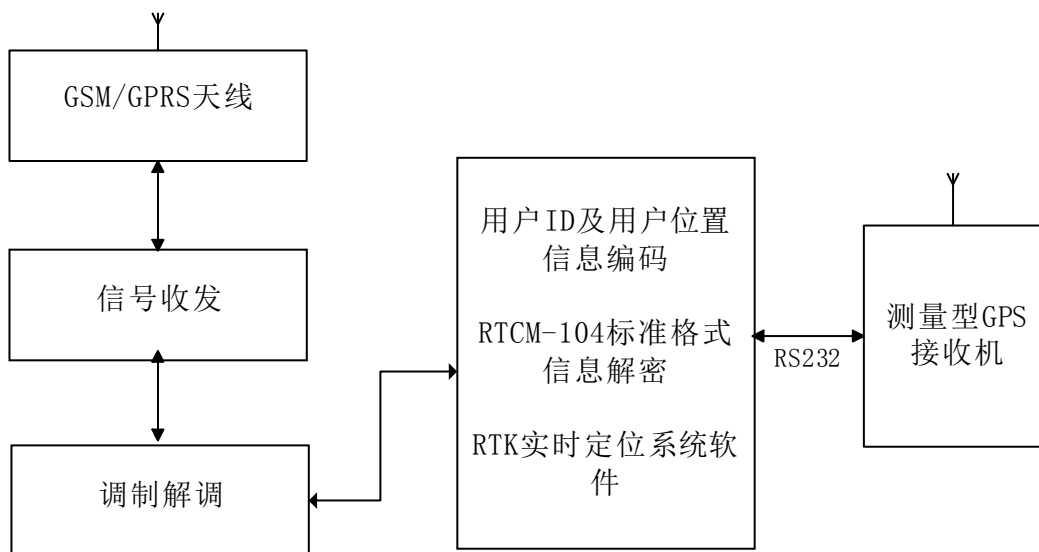 GSM/GPRS天线
信号收发
调制解调
用户ID及用户位置
信息编码
RTCM-104标准格式
信息解密
RTK实时定位系统软
件
RS232
测量型GPS
接收机